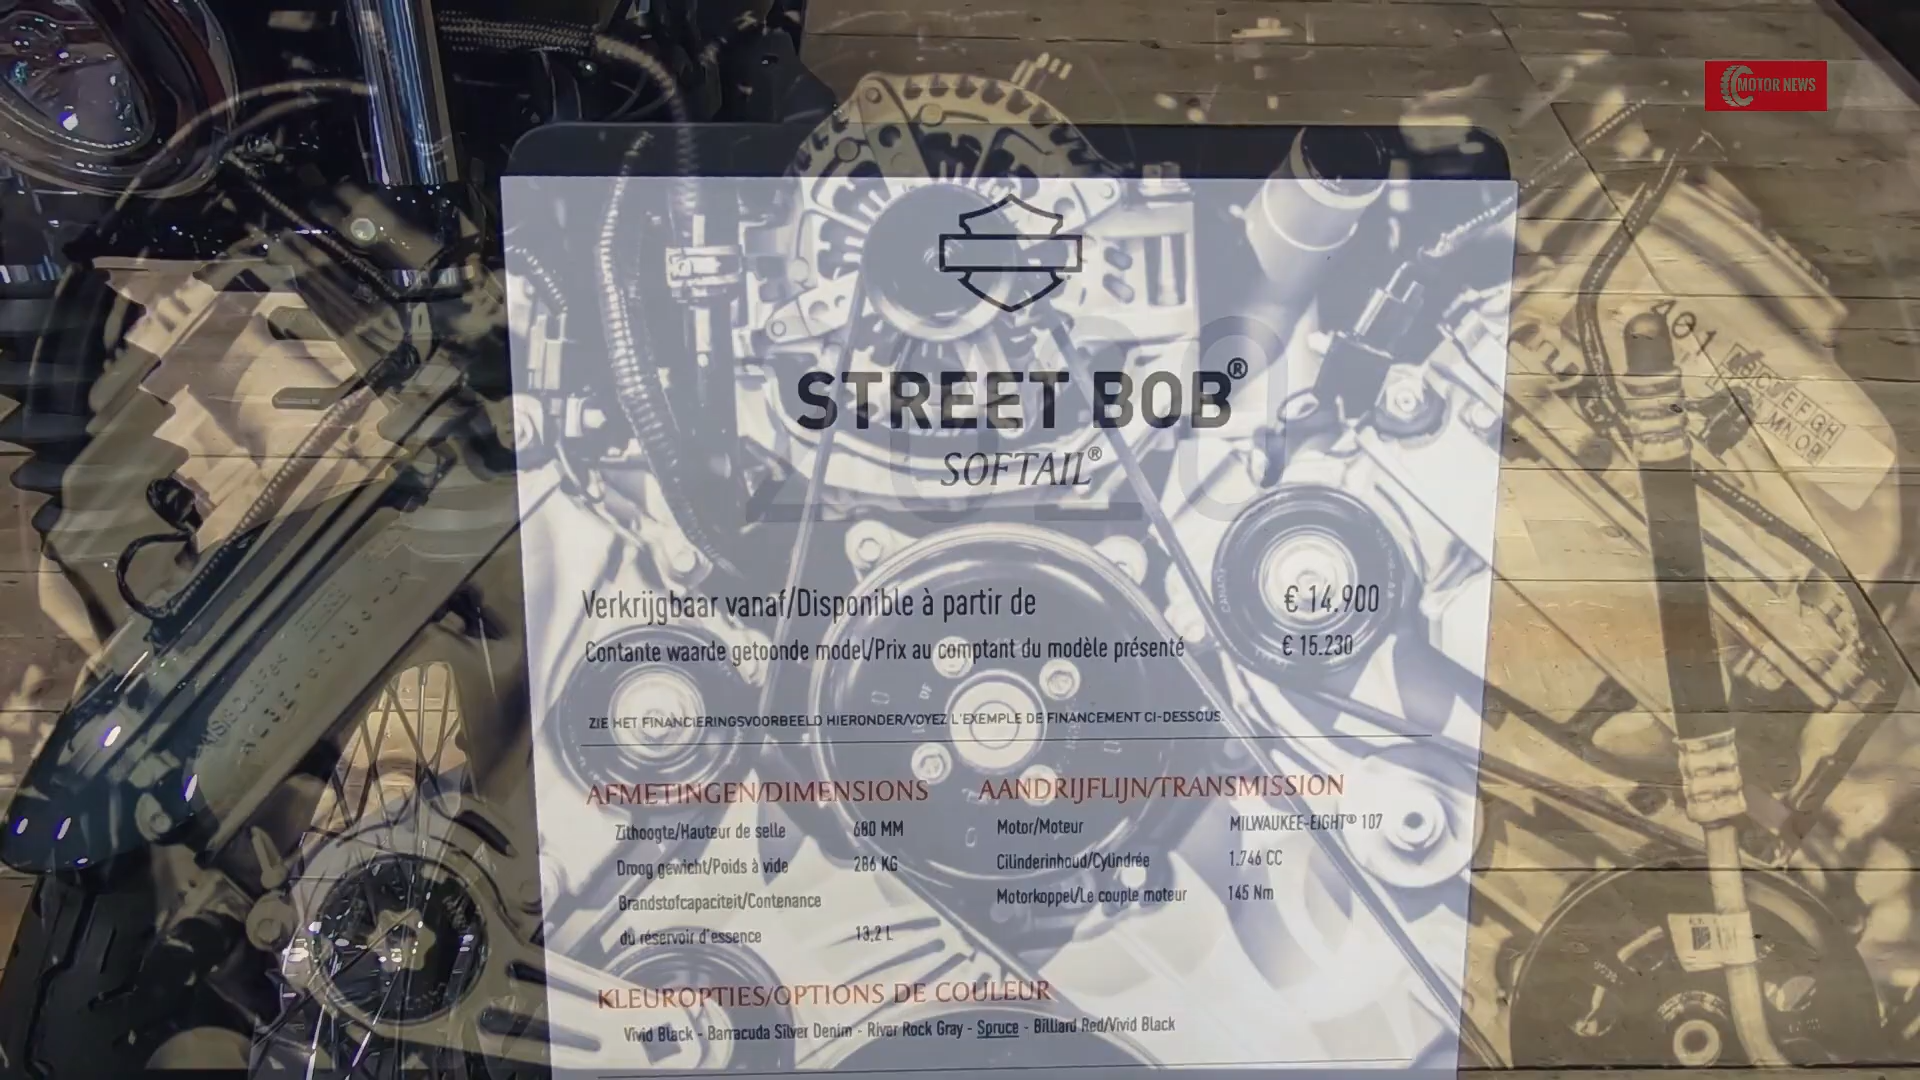 MOTOR NEWS
STREET BOB®
SOFTAIL®
2020
Verkrijgbaar vanaf/Disponible à partir de € 14.900
Contante waarde getoonde model/Prix au comptant du modèle présenté € 15.230
ZIE HET FINANCIERINGSVOORBEELD HIERONDER/VOYEZ L'EXEMPLE DE FINANCEMENT CI-DESSOUS.
AFMETINGEN/DIMENSIONS
Zithoogte/Hauteur de selle 680 MM
Droog gewicht/Poids à vide 286 KG
Brandstofcapaciteit/Contenance
du réservoir d'essence 13,2 L
AANDRIJFLIJN/TRANSMISSION
Motor/Moteur MILWAUKEE-EIGHT® 107
Cilinderinhoud/Cylindrée 1.746 CC
Motorkoppel/Le couple moteur 145 Nm
KLEUROPTIES/OPTIONS DE COULEUR
Vivid Black - Barracuda Silver Denim - River Rock Gray - Spruce - Billiard Red/Vivid Black
401